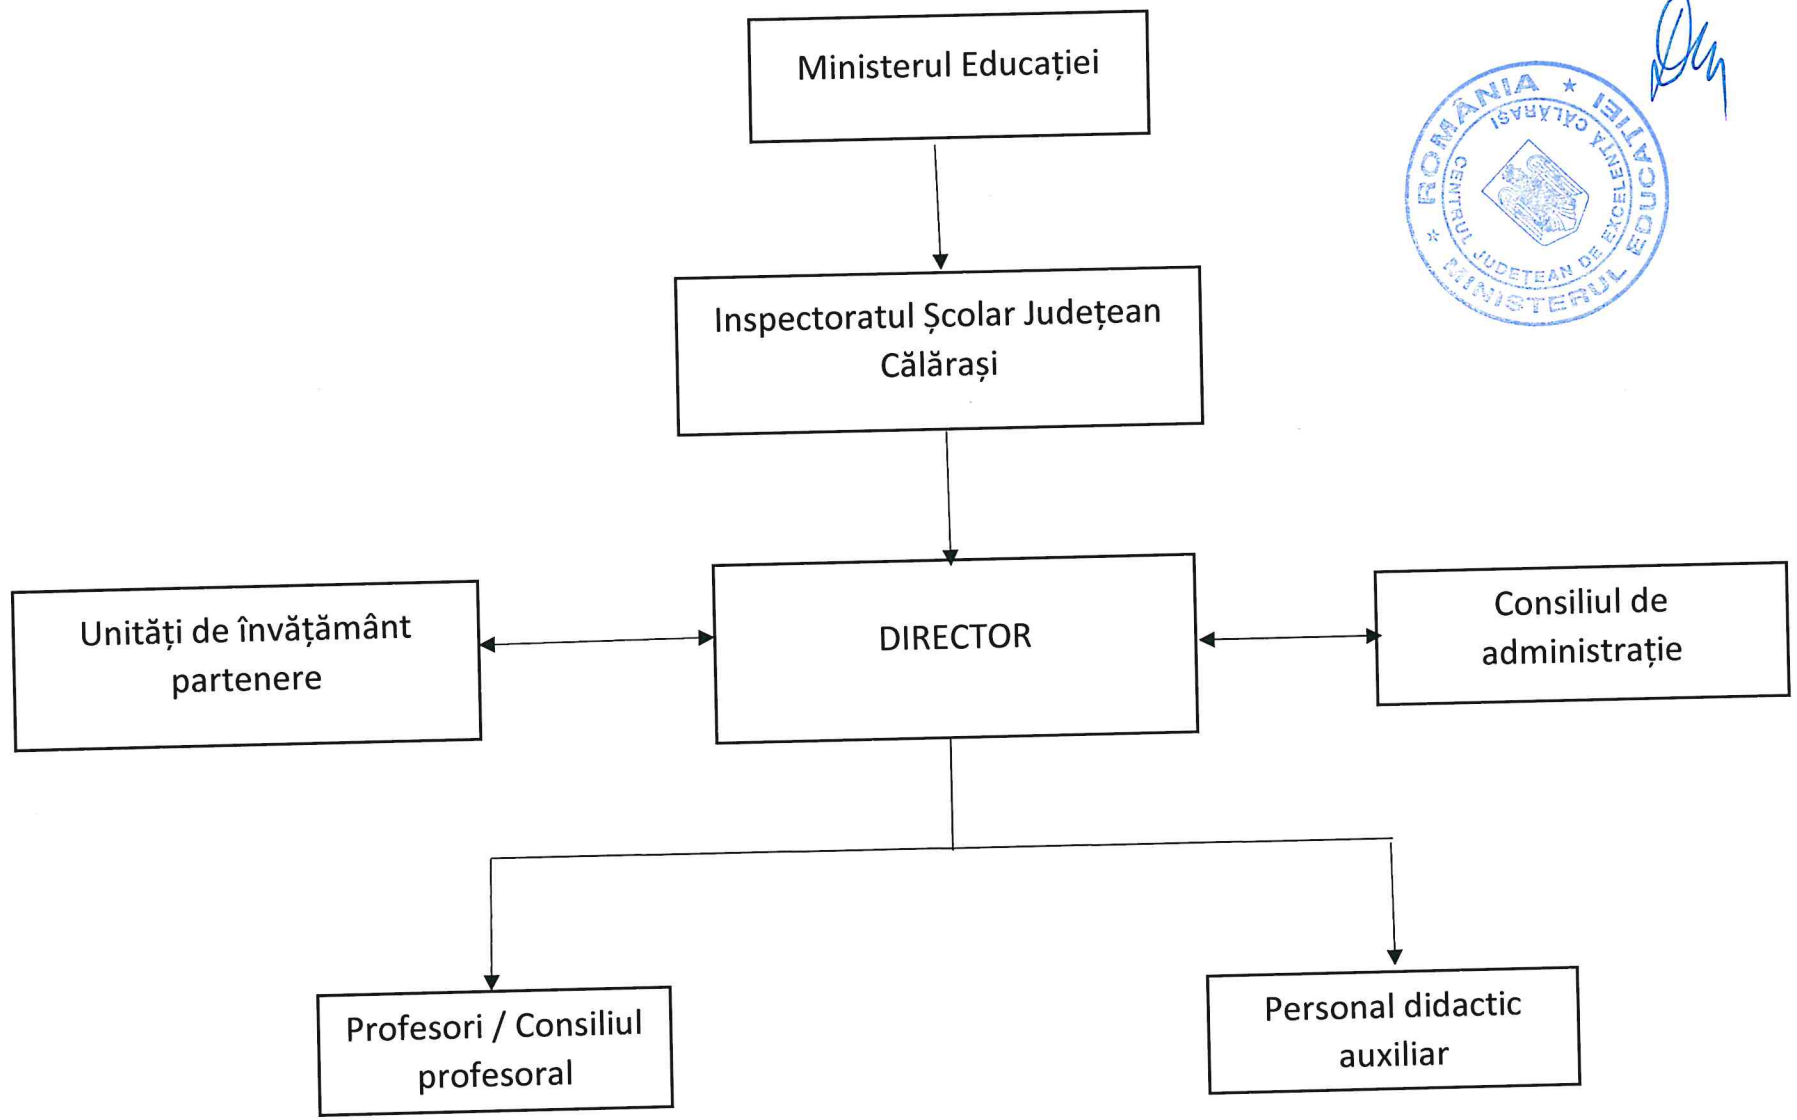 Ministerul Educației
ROMÂNIA * MINISTERUL EDUCAȚIEI *
CENTRUL JUDEȚEAN DE EXCELENȚĂ CĂLĂRAȘI
Inspectoratul Școlar Județean
Călărași
Unități de învățământ
partenere
DIRECTOR
Consiliul de
administrație
Profesori / Consiliul
profesoral
Personal didactic
auxiliar